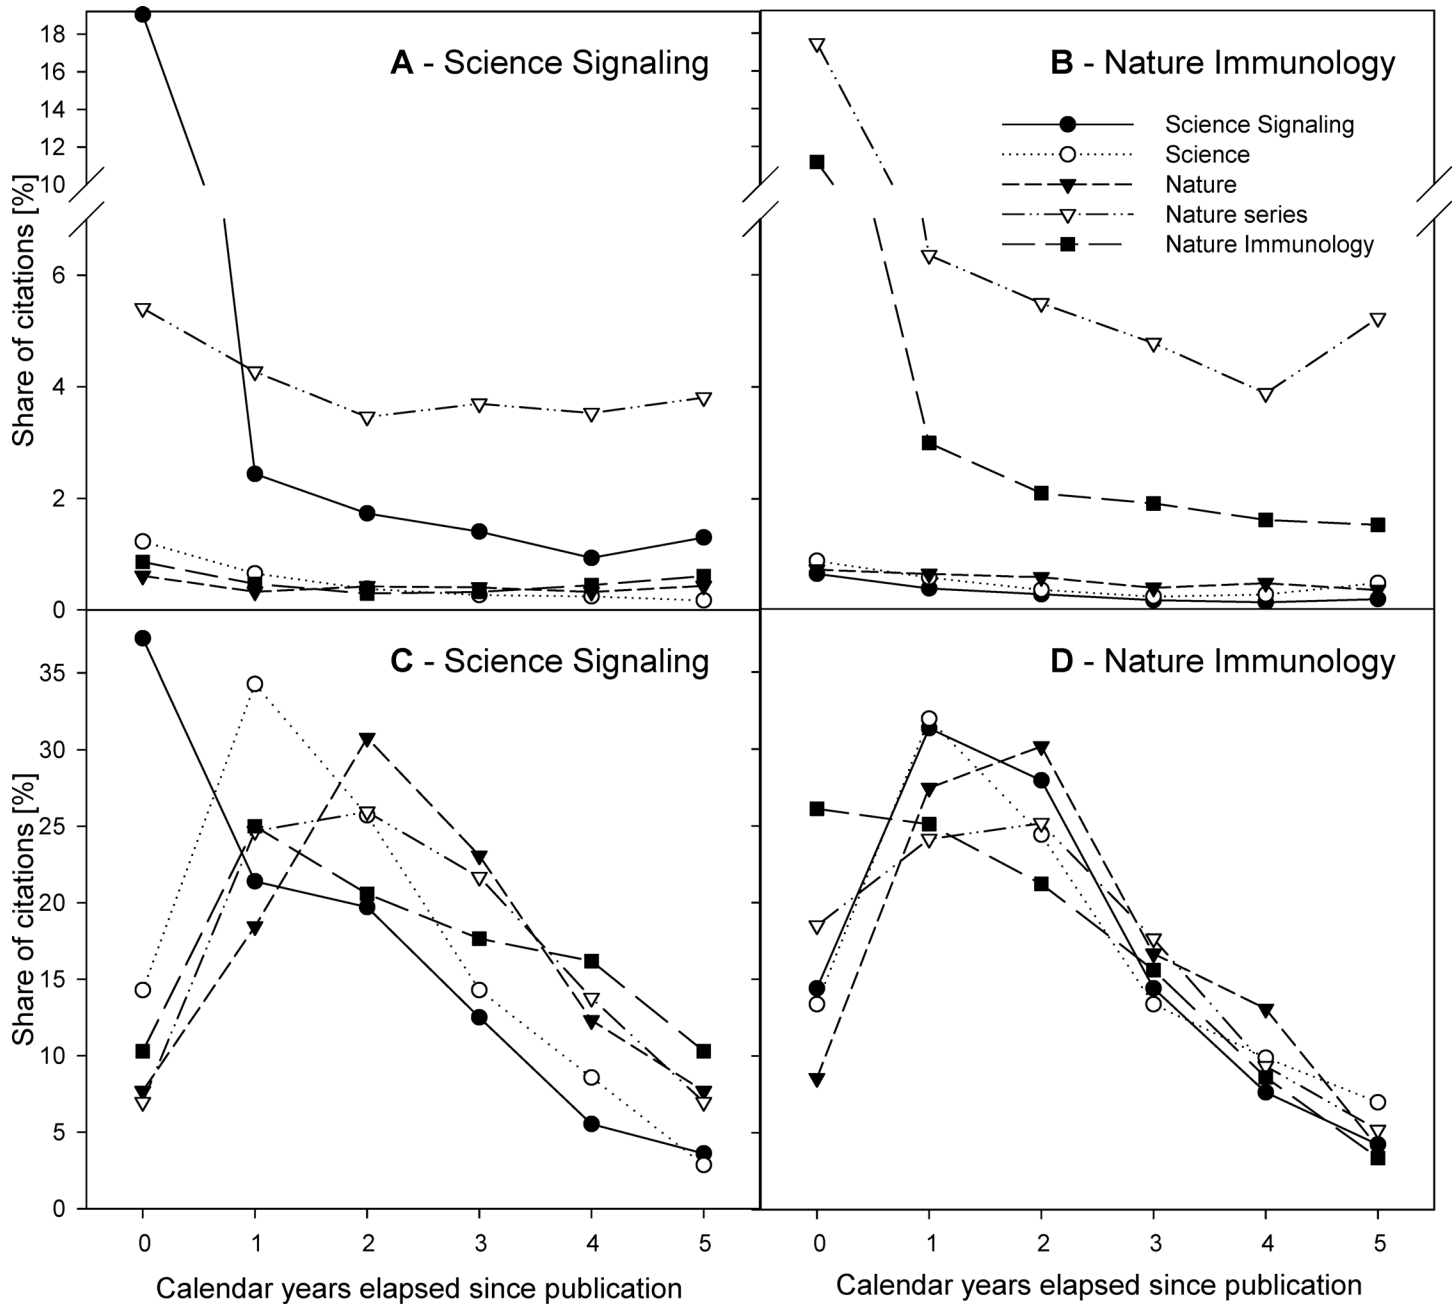 A - Science Signaling
B - Nature Immunology
18
16
14
12
10
6
4
2
0
Share of citations [%]
Science Signaling
Science
Nature
Nature series
Nature Immunology
C - Science Signaling
D - Nature Immunology
35
30
25
20
15
10
5
0
Share of citations [%]
0 1 2 3 4 5
0 1 2 3 4 5
Calendar years elapsed since publication
Calendar years elapsed since publication